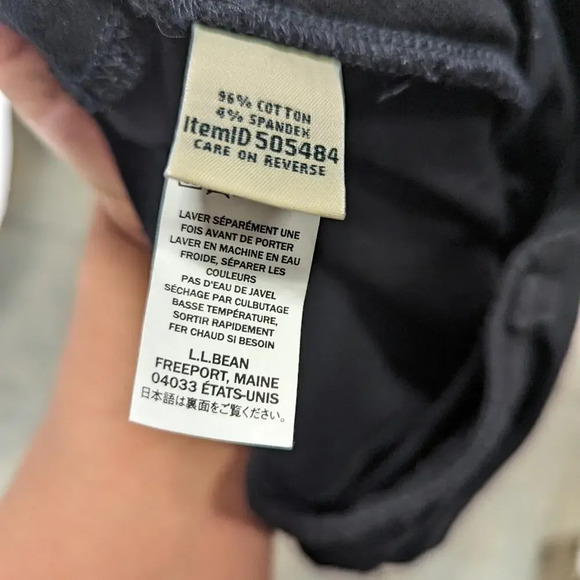 96% COTTON
4% SPANDEX
ItemID 505484
CARE ON REVERSE
LAVER SÉPARÉMENT UNE
FOIS AVANT DE PORTER
LAVER EN MACHINE EN EAU
FROIDE, SÉPARER LES
COULEURS
PAS D'EAU DE JAVEL
SÉCHAGE PAR CULBUTAGE
BASSE TEMPÉRATURE,
SORTIR RAPIDEMENT
FER CHAUD SI BESOIN
L.L.BEAN
FREEPORT, MAINE
04033 ÉTATS-UNIS
日本語は裏面をご覧ください。